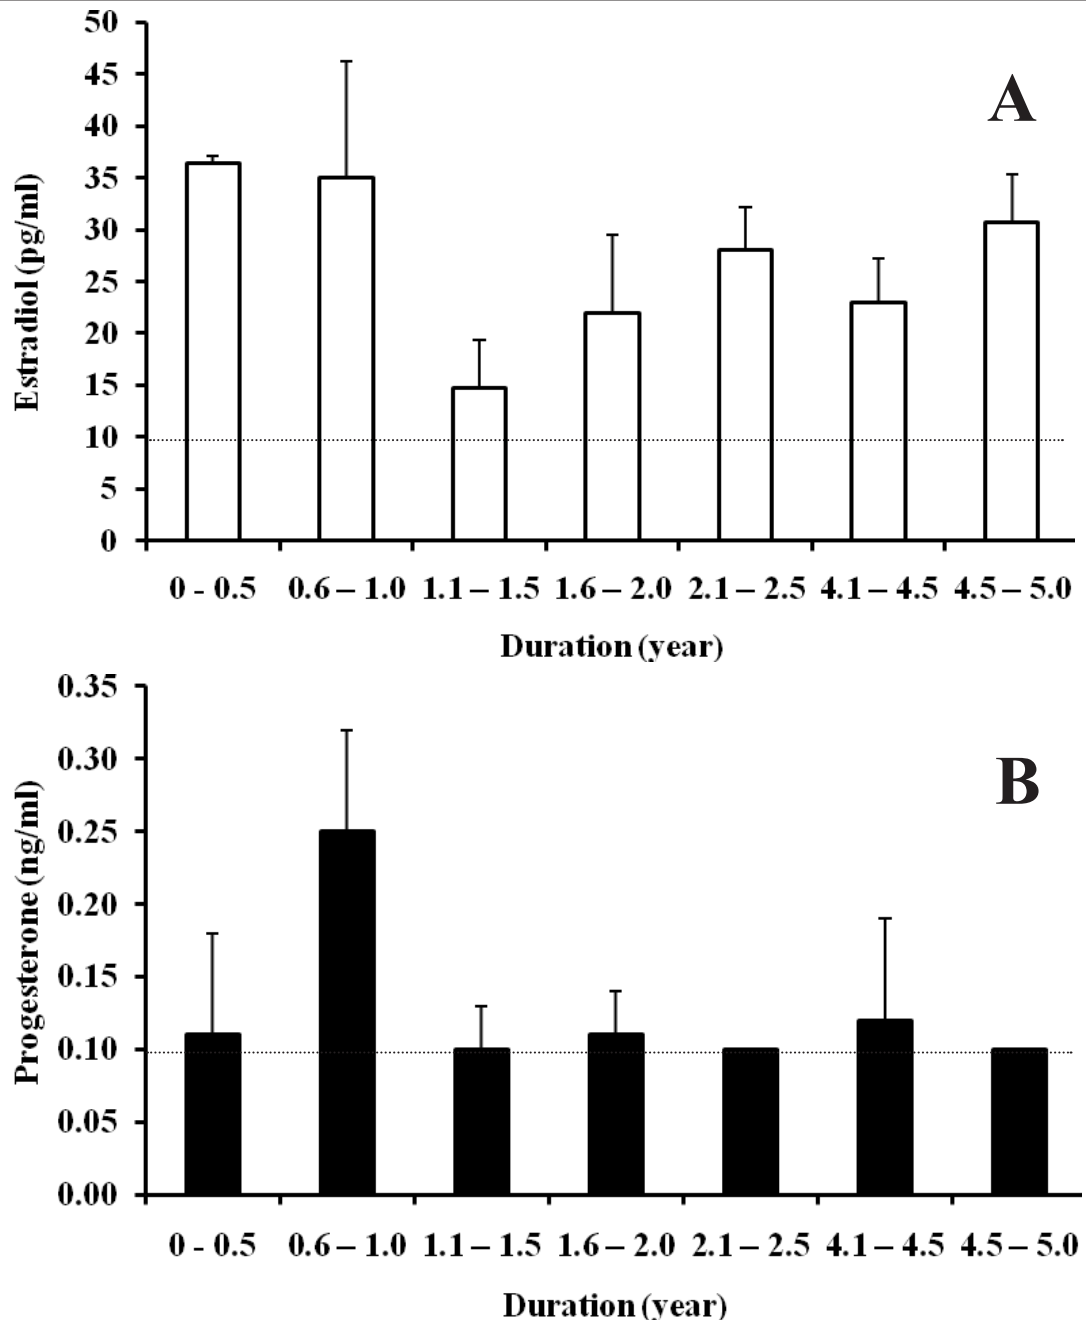 50
45
A
40
35
30
25
20
15
10
5
0
Estradiol (pg/ml)
0 - 0.5 0.6 – 1.0 1.1 – 1.5 1.6 – 2.0 2.1 – 2.5 4.1 – 4.5 4.5 – 5.0
Duration (year)
0.35
0.30
B
0.25
0.20
0.15
0.10
0.05
0.00
Progesterone (ng/ml)
0 - 0.5 0.6 – 1.0 1.1 – 1.5 1.6 – 2.0 2.1 – 2.5 4.1 – 4.5 4.5 – 5.0
Duration (year)